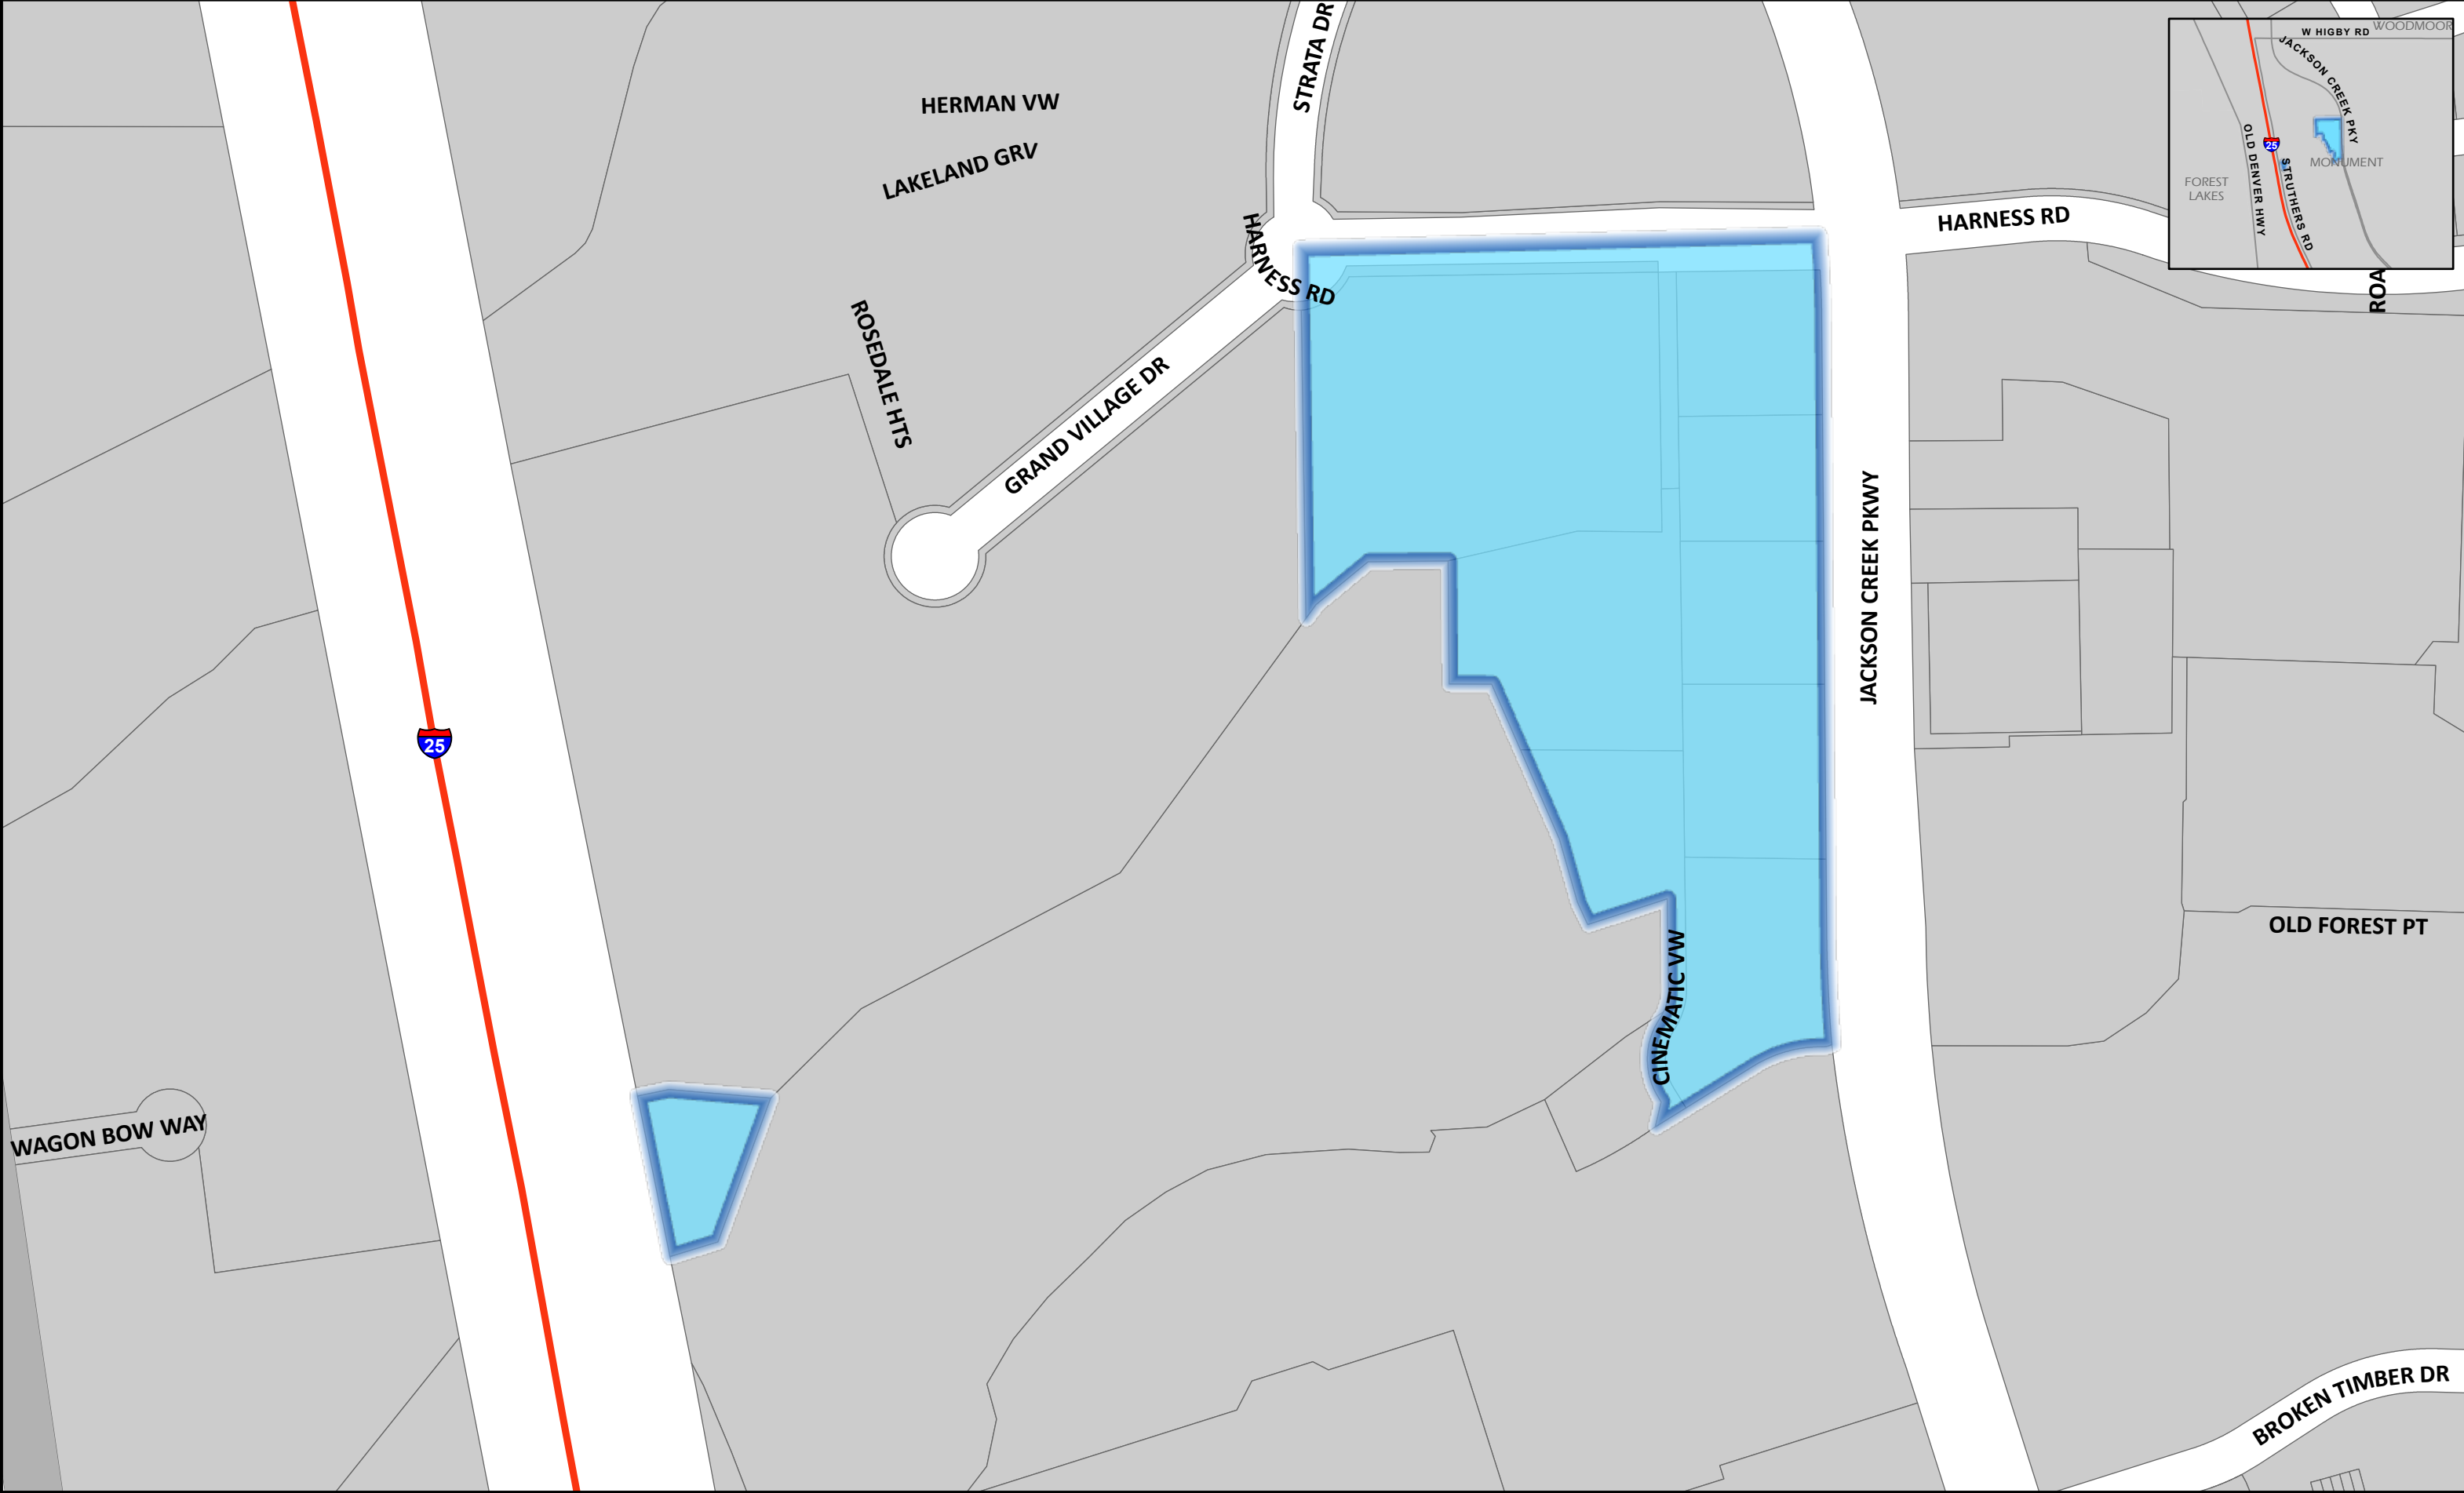 STRATA DR
HERMAN VW
LAKELAND GRV
HARNESS RD
HARNESS RD
ROSEDALE HTS
GRAND VILLAGE DR
JACKSON CREEK PKWY
25
CINEMATIC VW
OLD FOREST PT
WAGON BOW WAY
BROKEN TIMBER DR
ROA
W HIGBY RD
WOODMOOR
JACKSON CREEK PKY
OLD DENVER HWY
25
STRUTHERS RD
MONUMENT
FOREST
LAKES